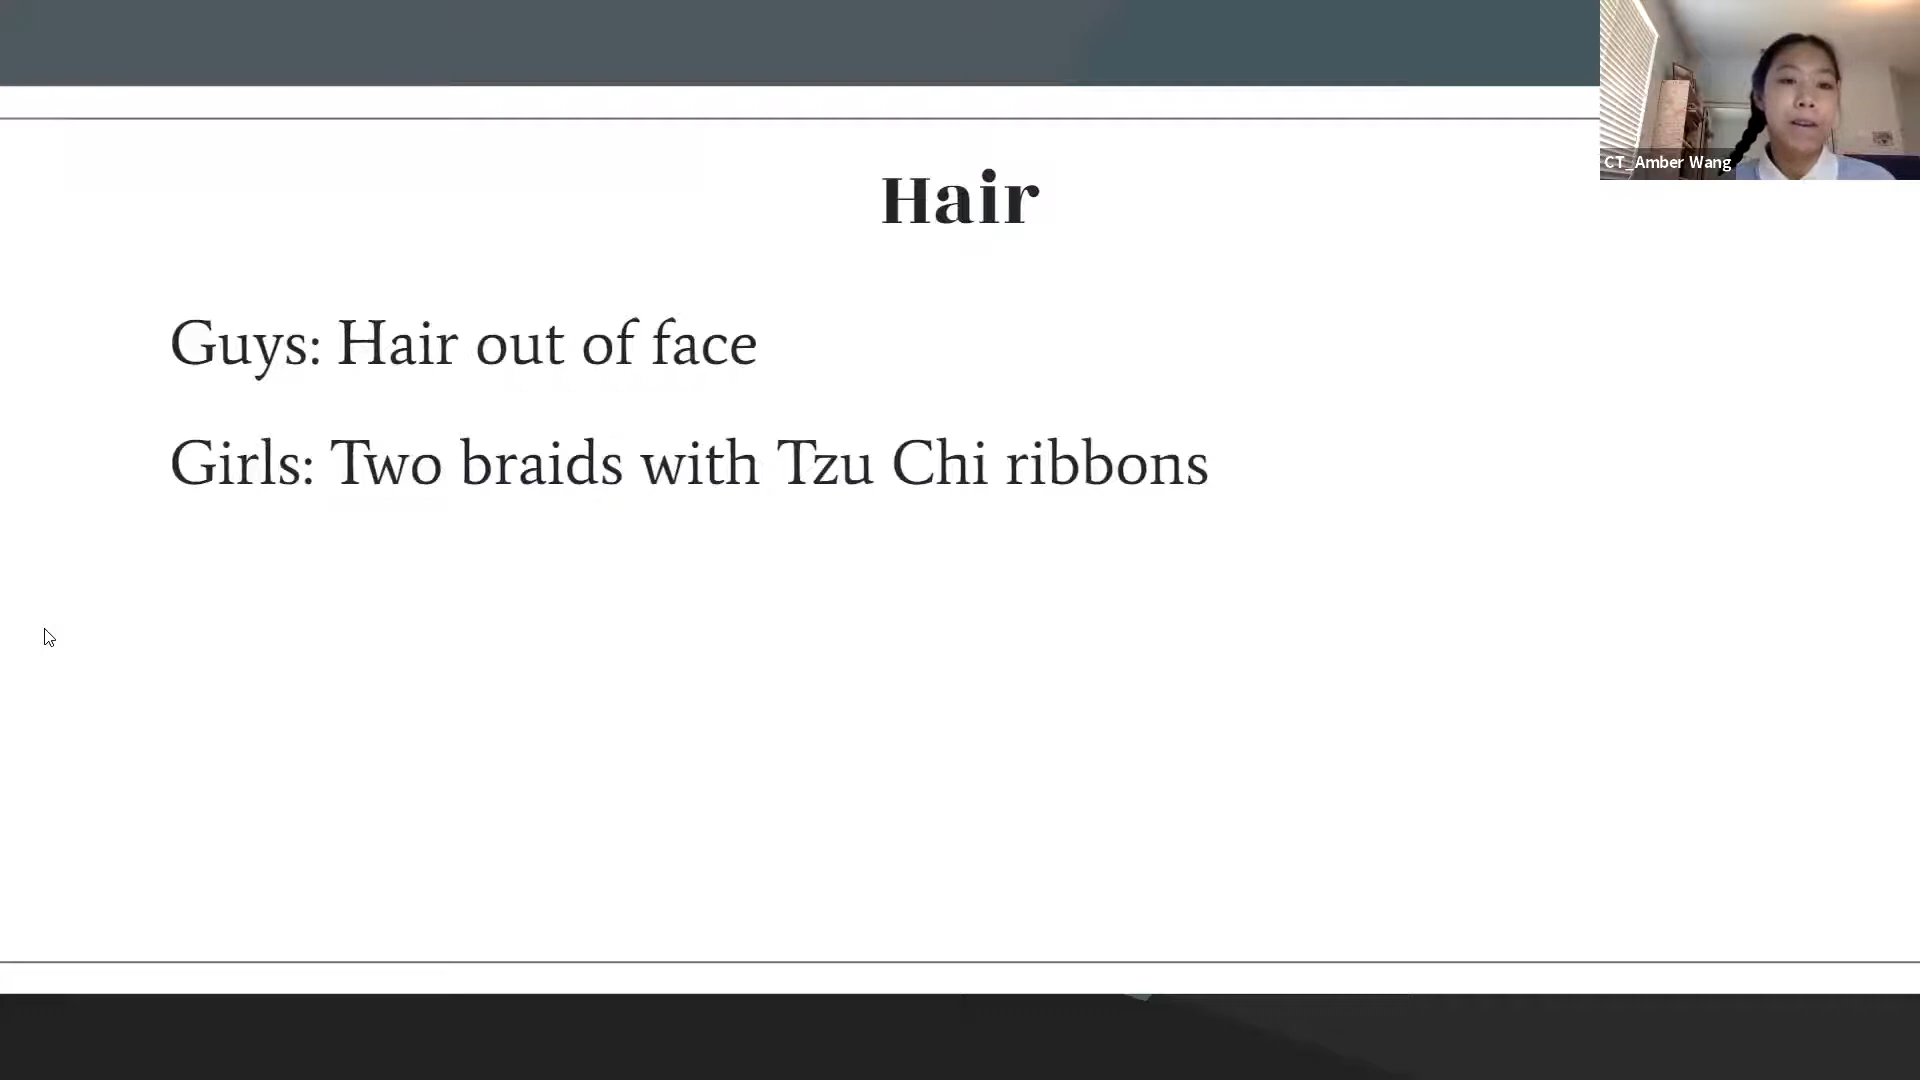 CT_Amber Wang
Hair
Guys: Hair out of face
Girls: Two braids with Tzu Chi ribbons